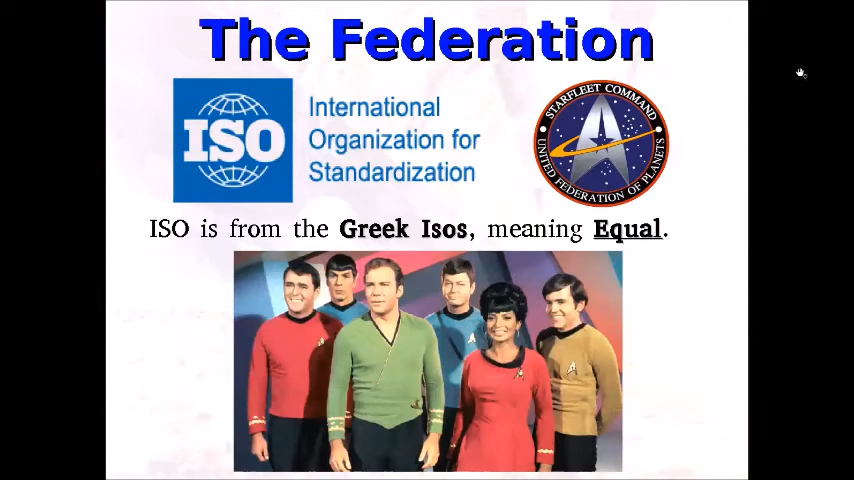 The Federation
ISO
International
Organization for
Standardization
STARFLEET COMMAND
UNITED FEDERATION OF PLANETS
ISO is from the Greek Isos, meaning Equal.